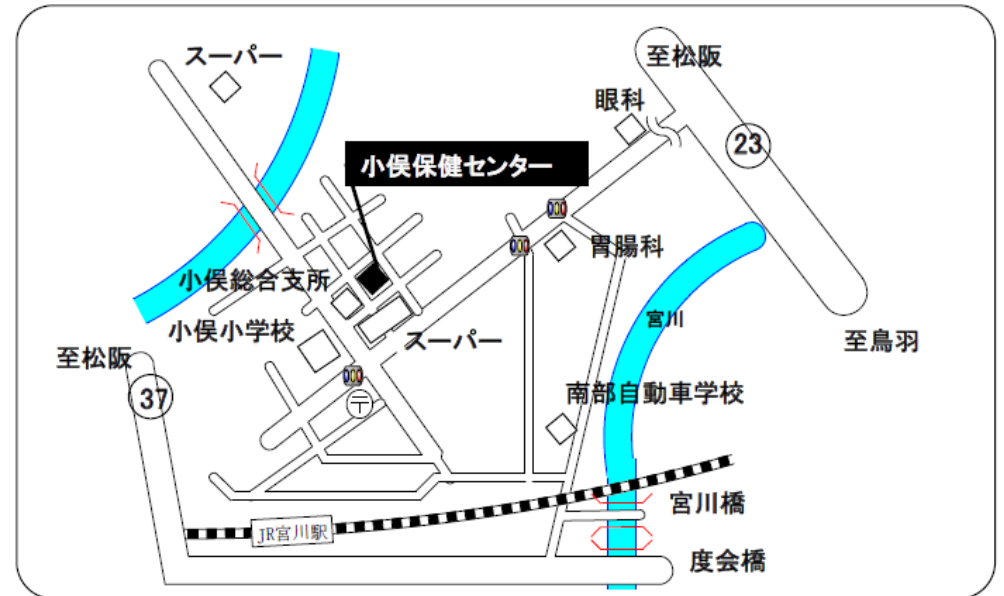 スーパー
至松阪
眼科
23
小俣保健センター
胃腸科
小俣総合支所
宮川
小俣小学校
スーパー
至鳥羽
至松阪
37
〒
南部自動車学校
宮川橋
JR宮川駅
度会橋